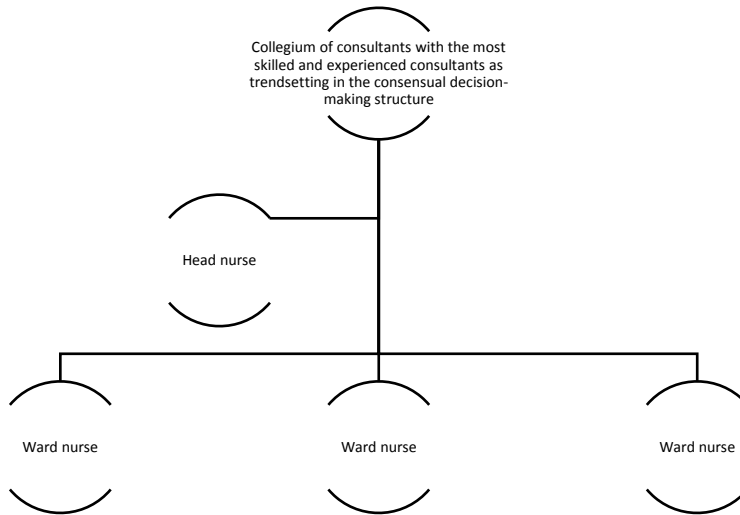 Collegium of consultants with the most
skilled and experienced consultants as
trendsetting in the consensual decision-
making structure
Head nurse
Ward nurse
Ward nurse
Ward nurse